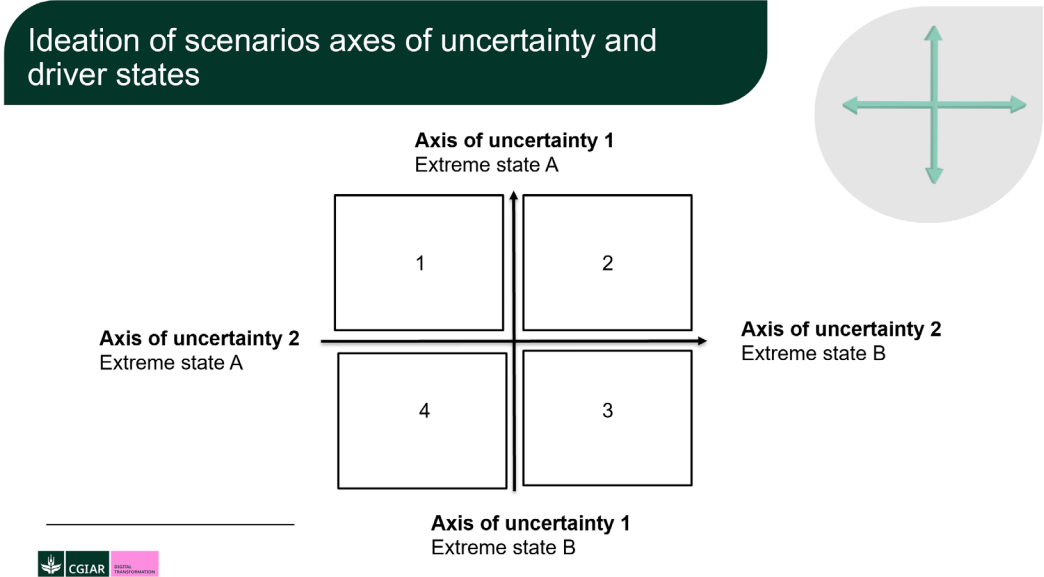 Ideation of scenarios axes of uncertainty and
driver states
Axis of uncertainty 1
Extreme state A
1
2
Axis of uncertainty 2
Extreme state A
Axis of uncertainty 2
Extreme state B
4
3
Axis of uncertainty 1
Extreme state B
CGIAR
DIGITAL
TRANSFORMATION